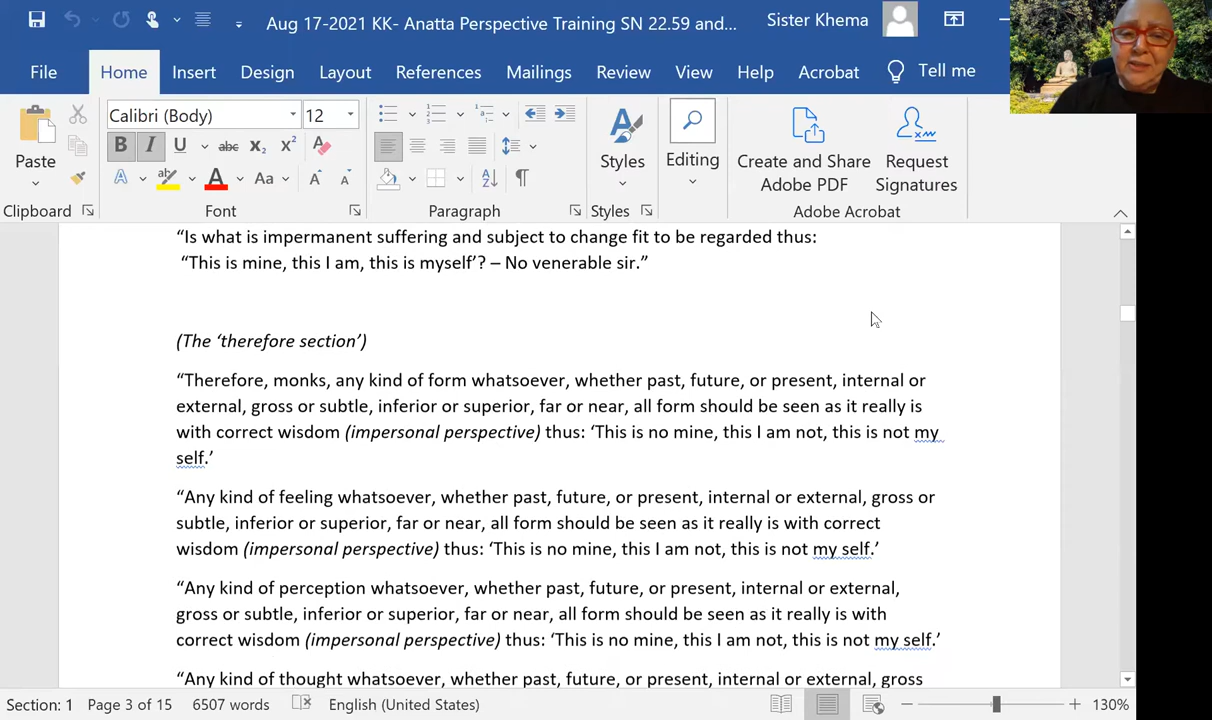 Aug 17-2021 KK- Anatta Perspective Training SN 22.59 and...
Sister Khema
File Home Insert Design Layout References Mailings Review View Help Acrobat Tell me
Calibri (Body) 12
Paste
B I U abc X₂ X² A
A A Aa A A
Styles
Editing
Create and Share Adobe PDF
Request Signatures
Clipboard Font Paragraph Styles Adobe Acrobat
“Is what is impermanent suffering and subject to change fit to be regarded thus:
“This is mine, this I am, this is myself’? – No venerable sir.”
(The ‘therefore section’)
“Therefore, monks, any kind of form whatsoever, whether past, future, or present, internal or
external, gross or subtle, inferior or superior, far or near, all form should be seen as it really is
with correct wisdom (impersonal perspective) thus: ‘This is no mine, this I am not, this is not my
self.’
“Any kind of feeling whatsoever, whether past, future, or present, internal or external, gross or
subtle, inferior or superior, far or near, all form should be seen as it really is with correct
wisdom (impersonal perspective) thus: ‘This is no mine, this I am not, this is not my self.’
“Any kind of perception whatsoever, whether past, future, or present, internal or external,
gross or subtle, inferior or superior, far or near, all form should be seen as it really is with
correct wisdom (impersonal perspective) thus: ‘This is no mine, this I am not, this is not my self.’
“Any kind of thought whatsoever, whether past, future, or present, internal or external, gross
Section: 1 Page 3 of 15 6507 words English (United States) 130%